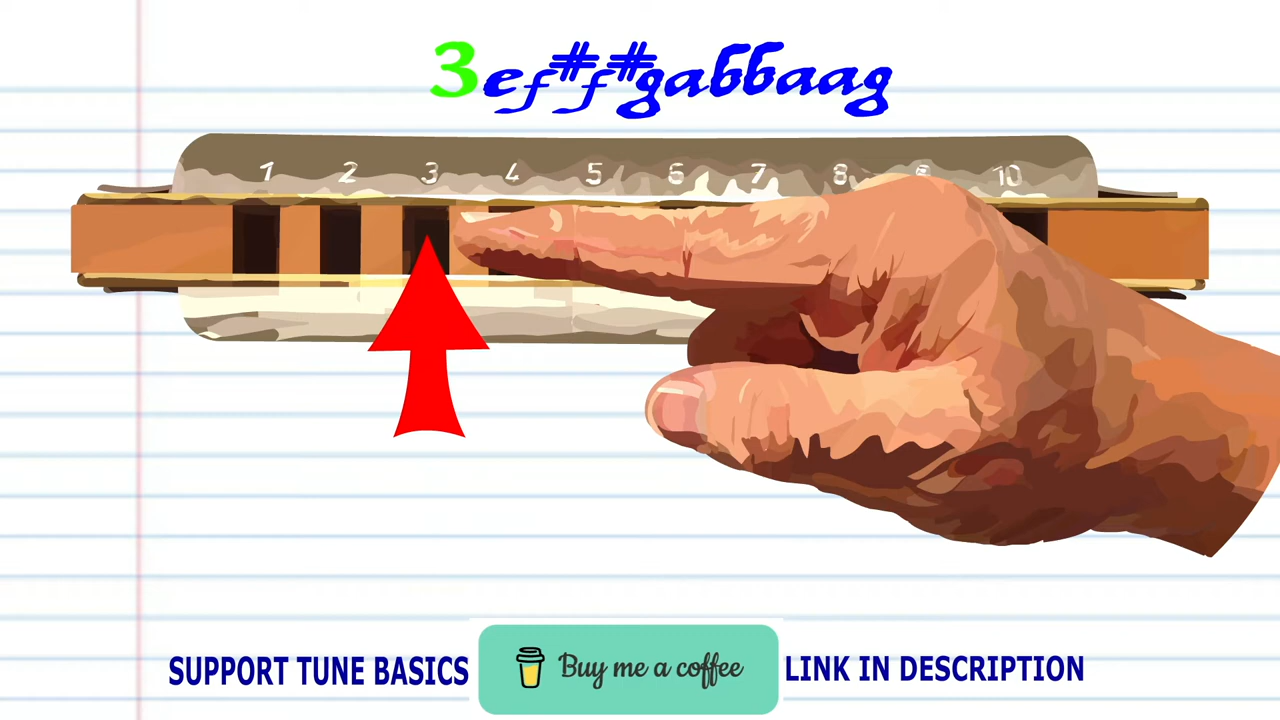 3ef#f#gabbaag
1 2 3 4 5 6 7 8 9 10
SUPPORT TUNE BASICS Buy me a coffee LINK IN DESCRIPTION